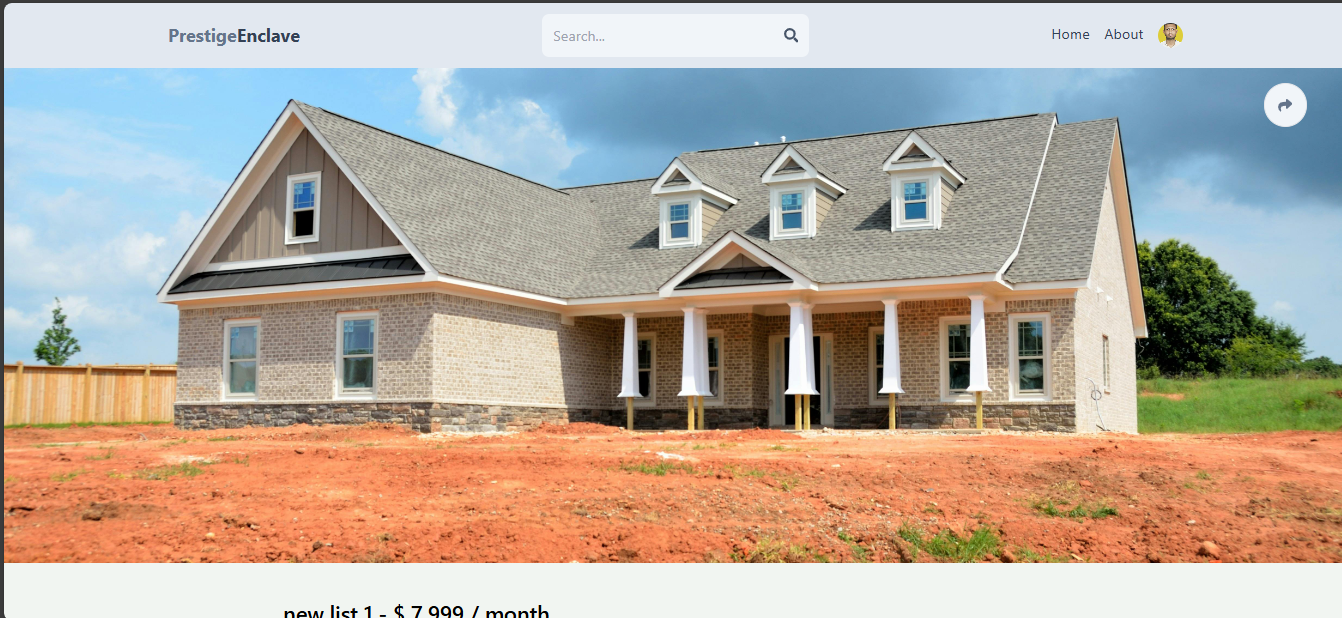 PrestigeEnclave
Search...
Home About
new list 1 - $ 7,999 / month